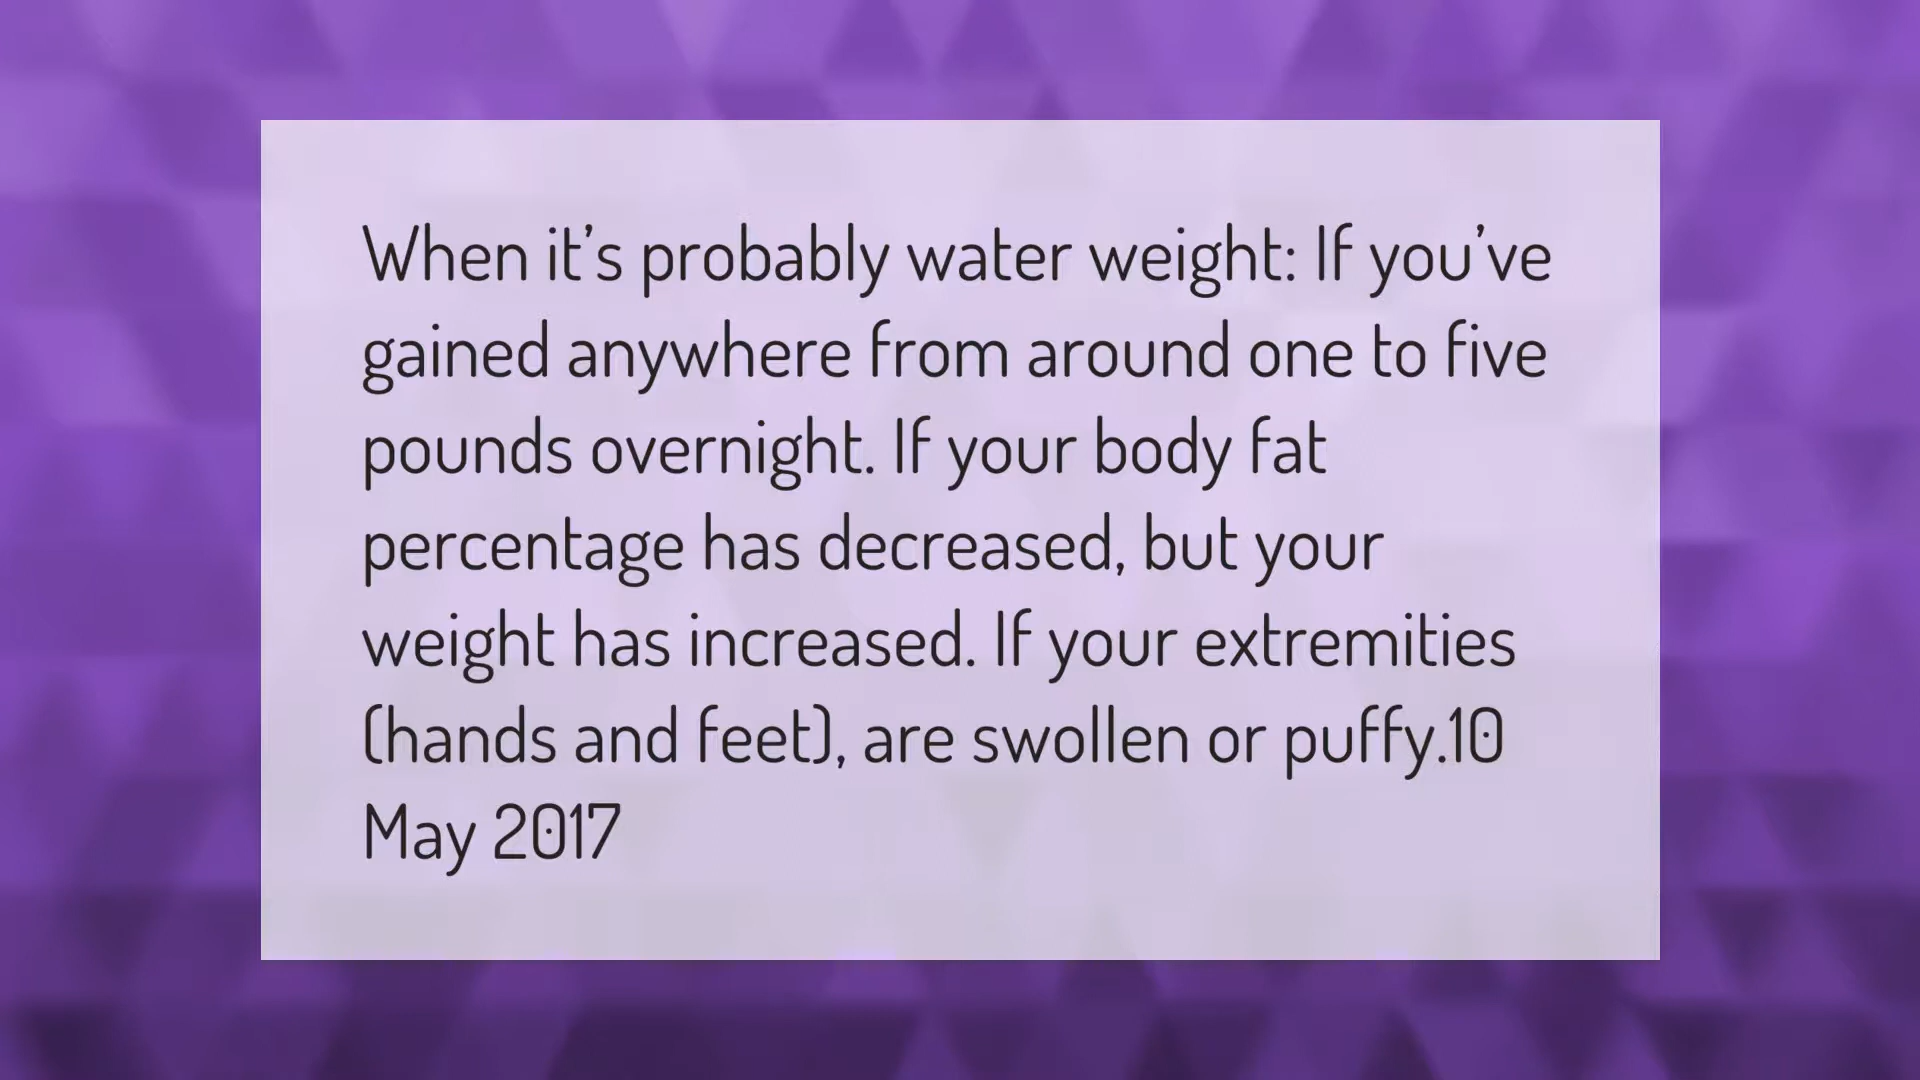 When it's probably water weight: If you've
gained anywhere from around one to five
pounds overnight. If your body fat
percentage has decreased, but your
weight has increased. If your extremities
(hands and feet), are swollen or puffy.10
May 2017